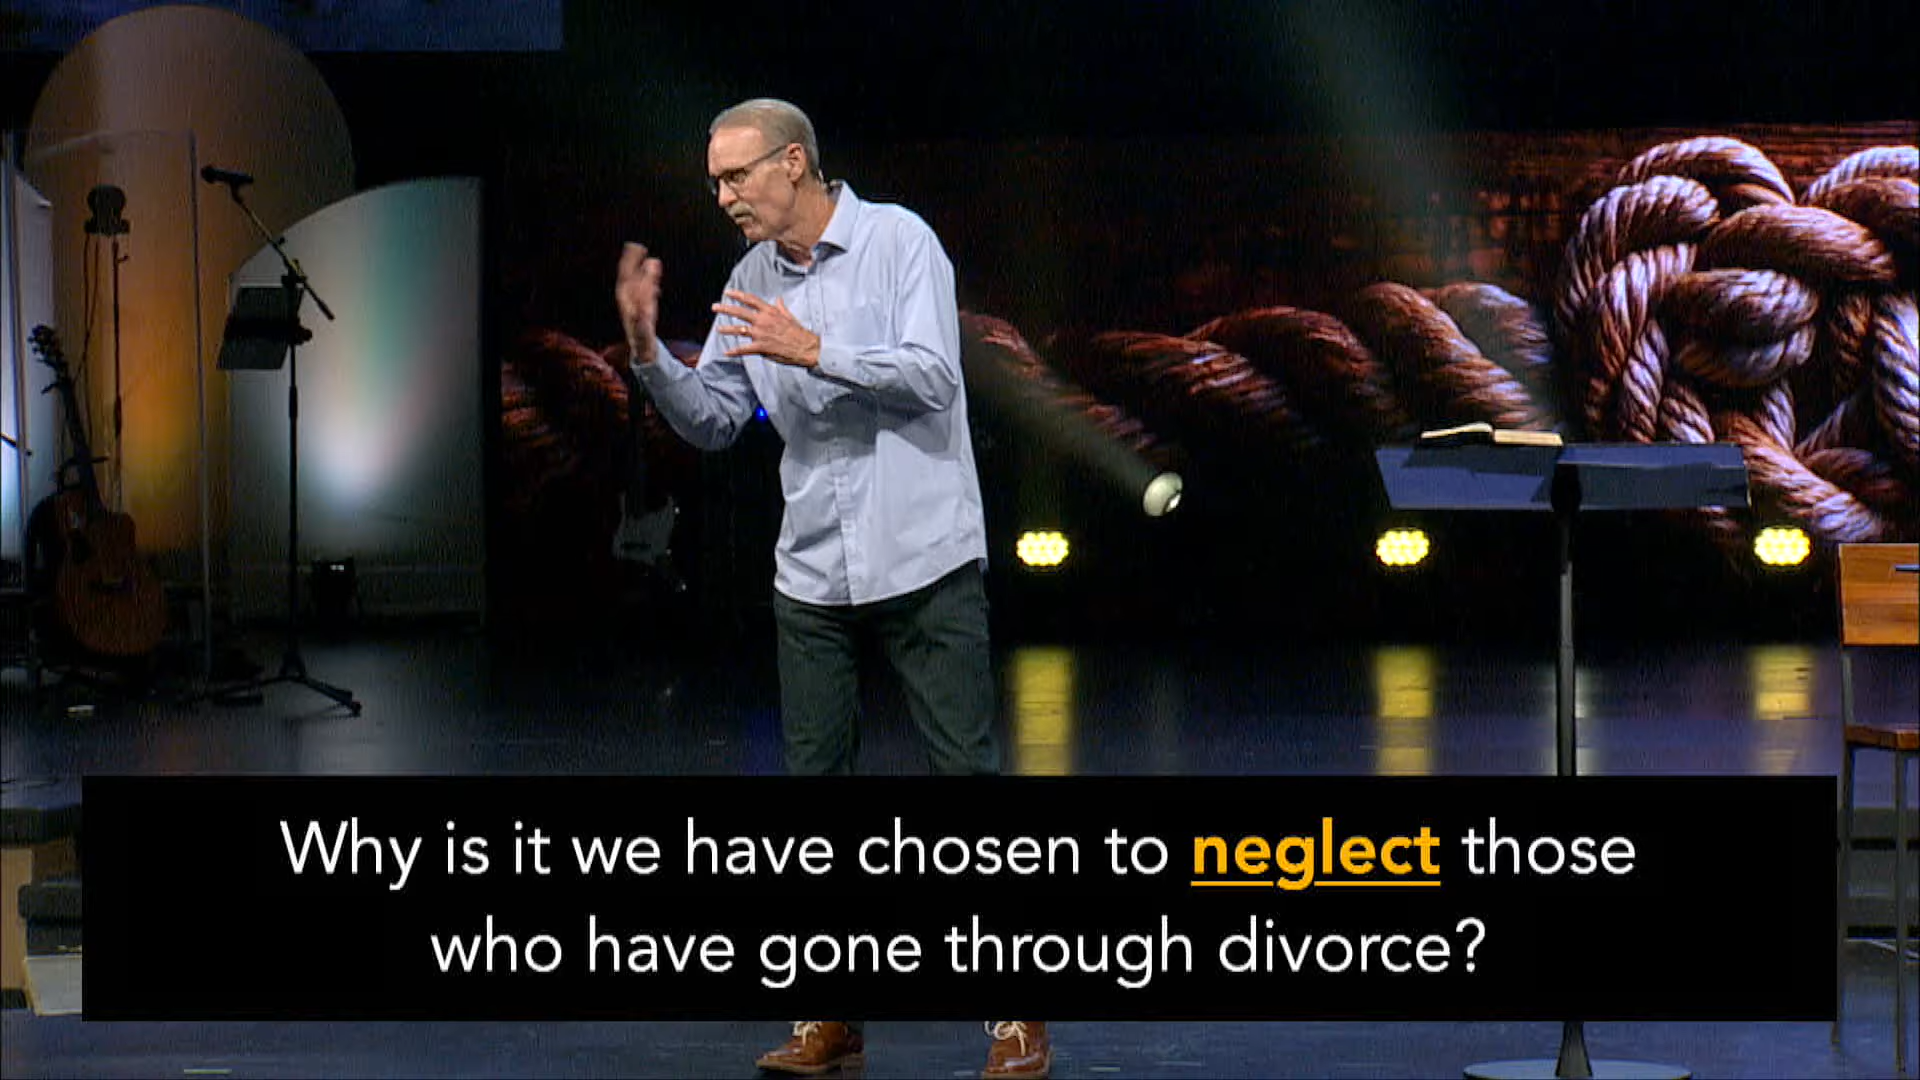 Why is it we have chosen to neglect those
who have gone through divorce?